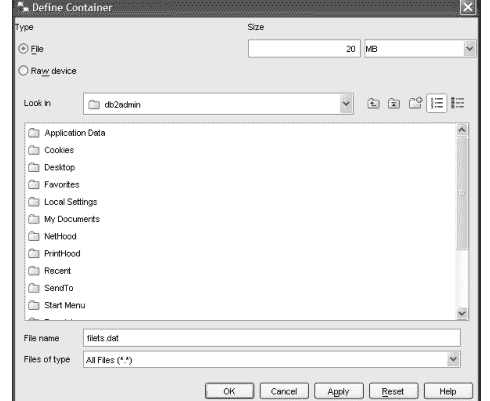 Define Container
Type
Size
File
20 MB
Raw device
Look in
db2admin
Application Data
Cookies
Desktop
Favorites
Local Settings
My Documents
NetHood
PrintHood
Recent
SendTo
Start Menu
File name
filets.dat
Files of type
All Files (*.*)
OK Cancel Apply Reset Help